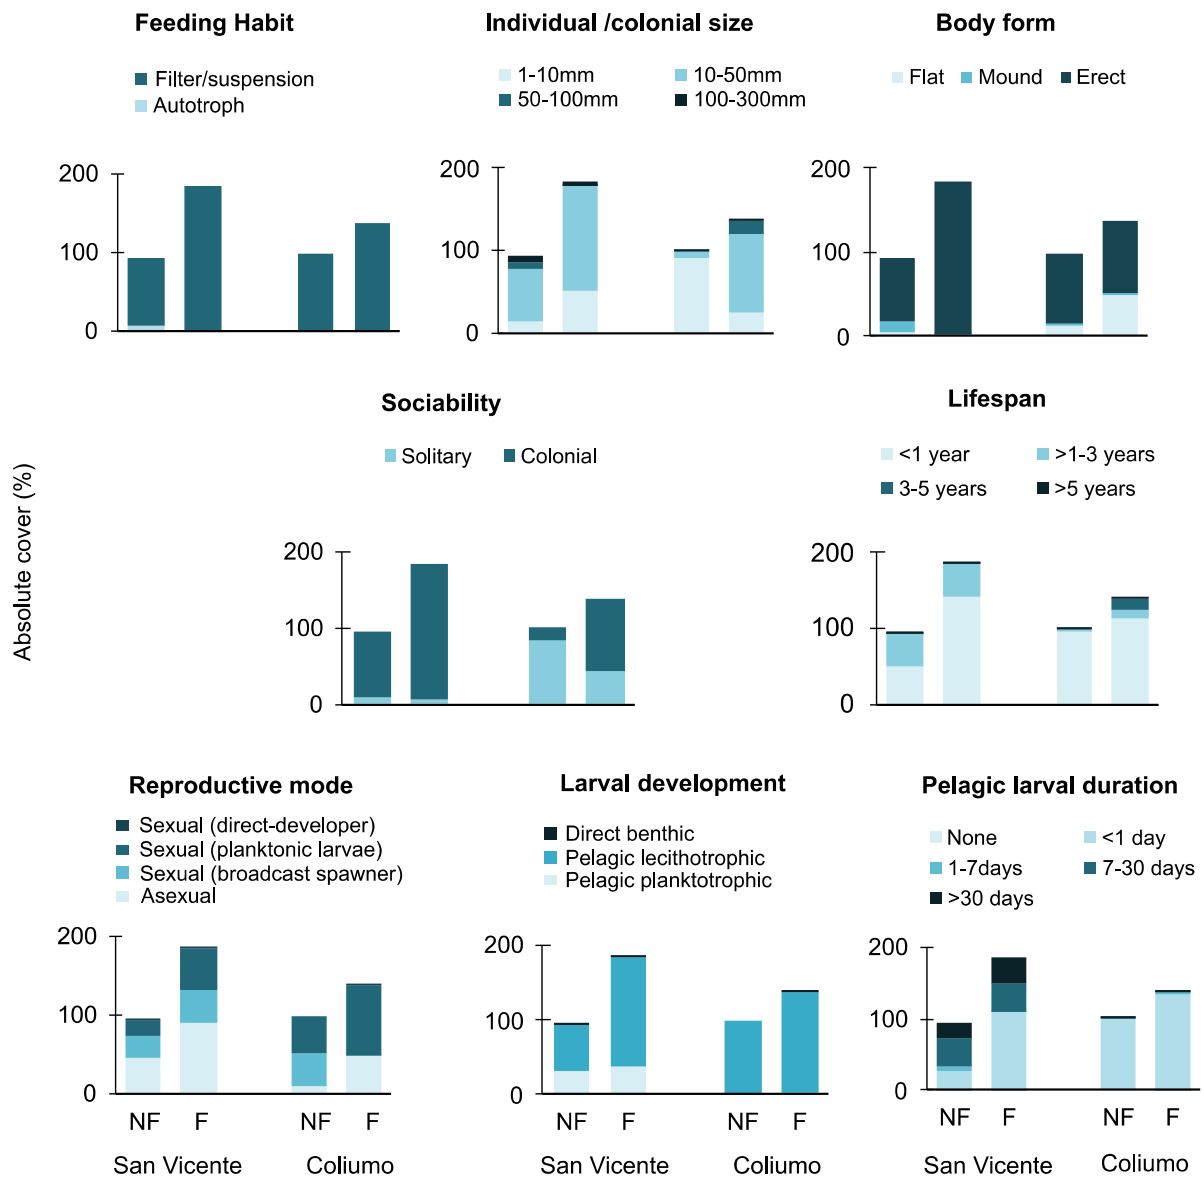 Feeding Habit
Filter/suspension
Autotroph
200
100
0
Individual /colonial size
1-10mm 10-50mm
50-100mm 100-300mm
200
100
0
Body form
Flat Mound Erect
200
100
0
Absolute cover (%)
Sociability
Solitary Colonial
200
100
0
Lifespan
<1 year >1-3 years
3-5 years >5 years
200
100
0
Reproductive mode
Sexual (direct-developer)
Sexual (planktonic larvae)
Sexual (broadcast spawner)
Asexual
200
100
0
NF F NF F
San Vicente Coliumo
Larval development
Direct benthic
Pelagic lecithotrophic
Pelagic planktotrophic
200
100
0
NF F NF F
San Vicente Coliumo
Pelagic larval duration
None <1 day
1-7days 7-30 days
>30 days
200
100
0
NF F NF F
San Vicente Coliumo